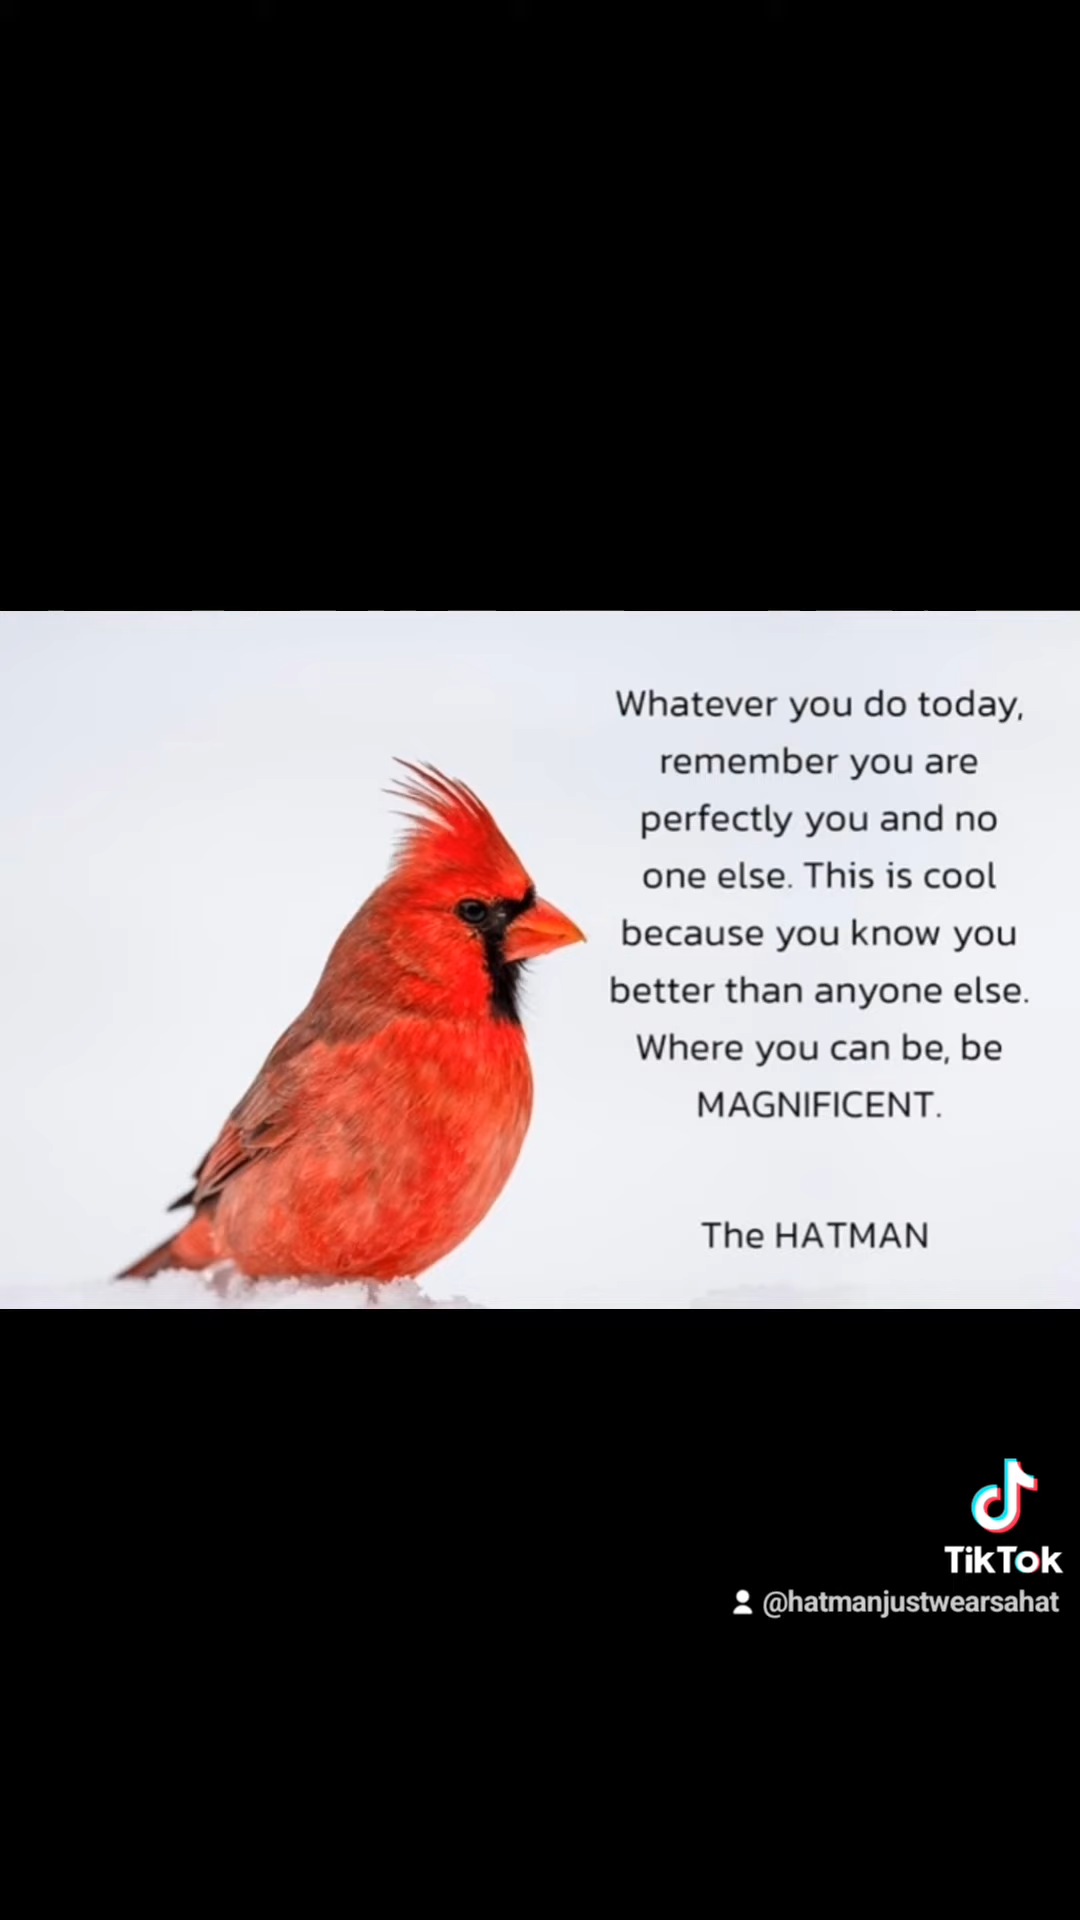 Whatever you do today,
remember you are
perfectly you and no
one else. This is cool
because you know you
better than anyone else.
Where you can be, be
MAGNIFICENT.
The HATMAN
TikTok
@hatmanjustwearsahat